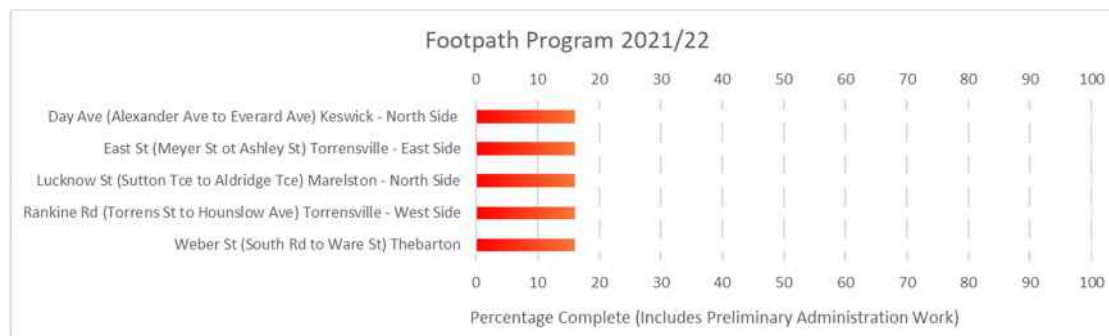 Footpath Program 2021/22
0 10 20 30 40 50 60 70 80 90 100
Day Ave (Alexander Ave to Everard Ave) Keswick - North Side
East St (Meyer St ot Ashley St) Torrensville - East Side
Lucknow St (Sutton Tce to Aldridge Tce) Marelston - North Side
Rankine Rd (Torrens St to Hounslow Ave) Torrensville - West Side
Weber St (South Rd to Ware St) Thebarton
0 10 20 30 40 50 60 70 80 90 100
Percentage Complete (Includes Preliminary Administration Work)